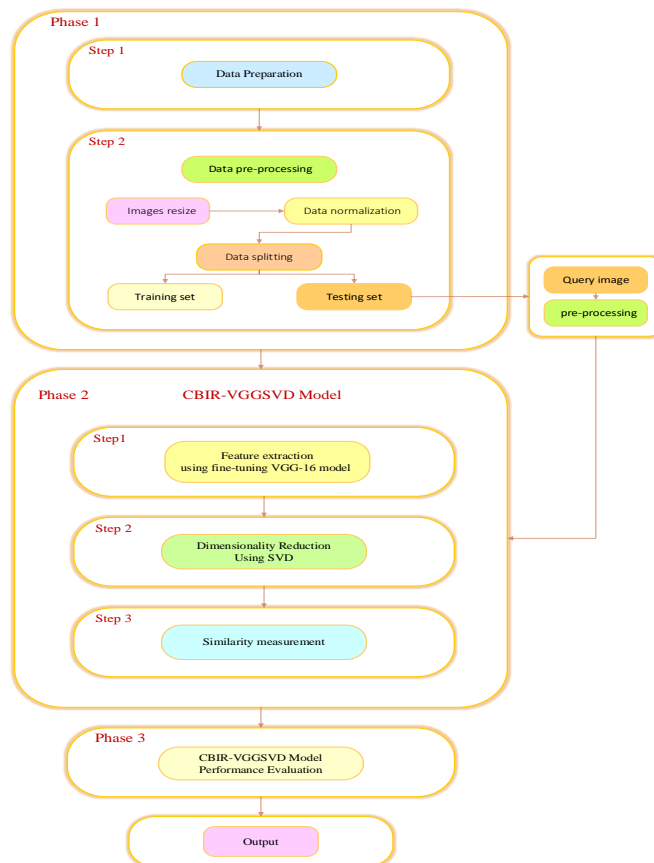 Phase 1
Step 1
Data Preparation
Step 2
Data pre-processing
Images resize
Data normalization
Data splitting
Training set
Testing set
Query image
pre-processing
Phase 2
CBIR-VGGSVD Model
Step1
Feature extraction
using fine-tuning VGG-16 model
Step 2
Dimensionality Reduction
Using SVD
Step 3
Similarity measurement
Phase 3
CBIR-VGGSVD Model
Performance Evaluation
Output